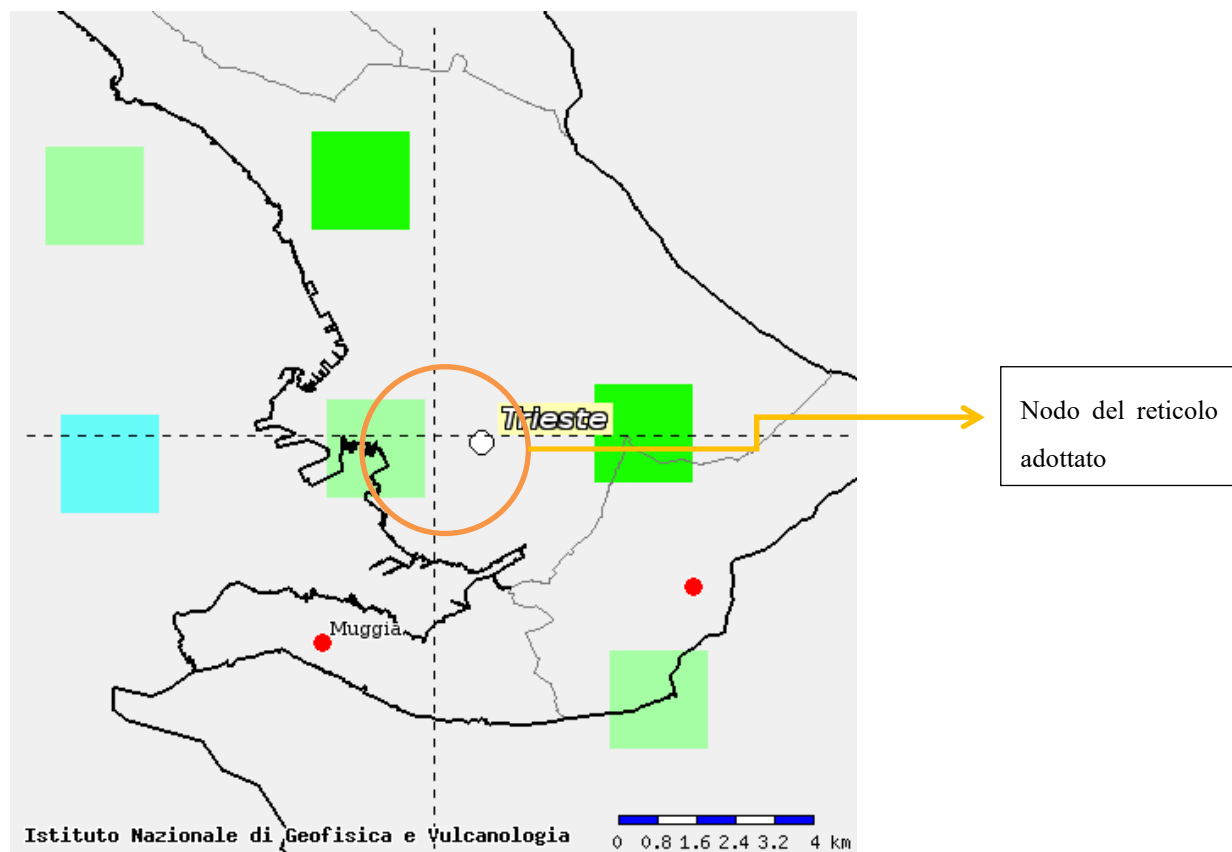 Trieste
Nodo del reticolo
adottato
Muggia
Istituto Nazionale di Geofisica e Vulcanologia
0 0.8 1.6 2.4 3.2 4 km